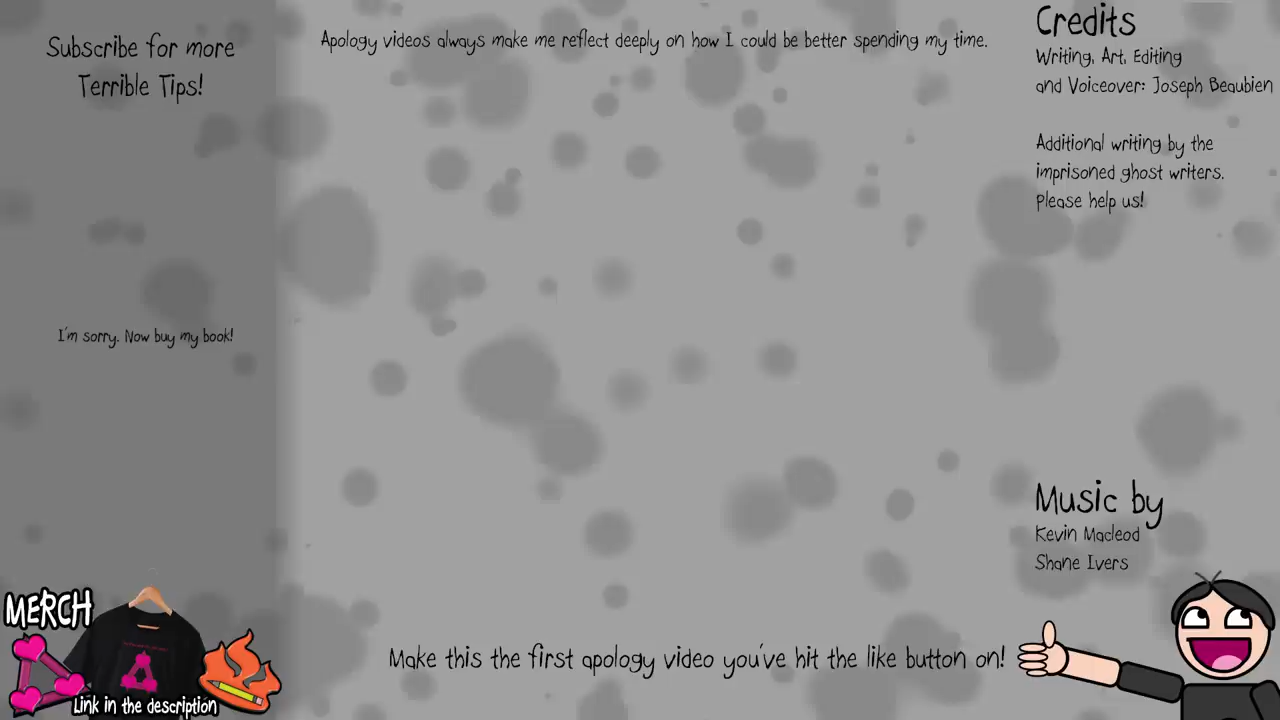 Subscribe for more
Terrible Tips!
I'm sorry. Now buy my book!
MERCH
Link in the description
Apology videos always make me reflect deeply on how I could be better spending my time.
Make this the first apology video you've hit the like button on!
Credits
Writing, Art, Editing
and Voiceover: Joseph Beaubien
Additional writing by the
imprisoned ghost writers.
Please help us!
Music by
Kevin Macleod
Shane Ivers